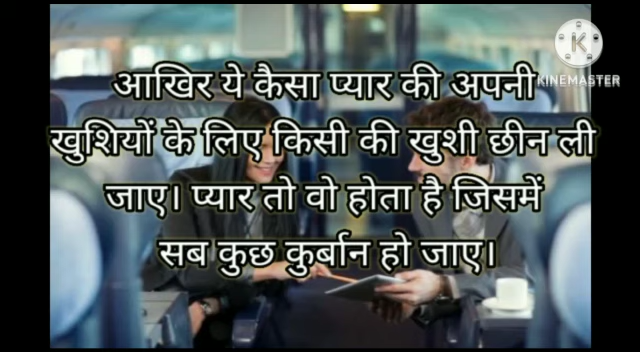 आखिर ये कैसा प्यार की अपनी
खुशियों के लिए किसी की खुशी छीन ली
जाए। प्यार तो वो होता है जिसमें
सब कुछ कुर्बान हो जाए।
K
KINEMASTER